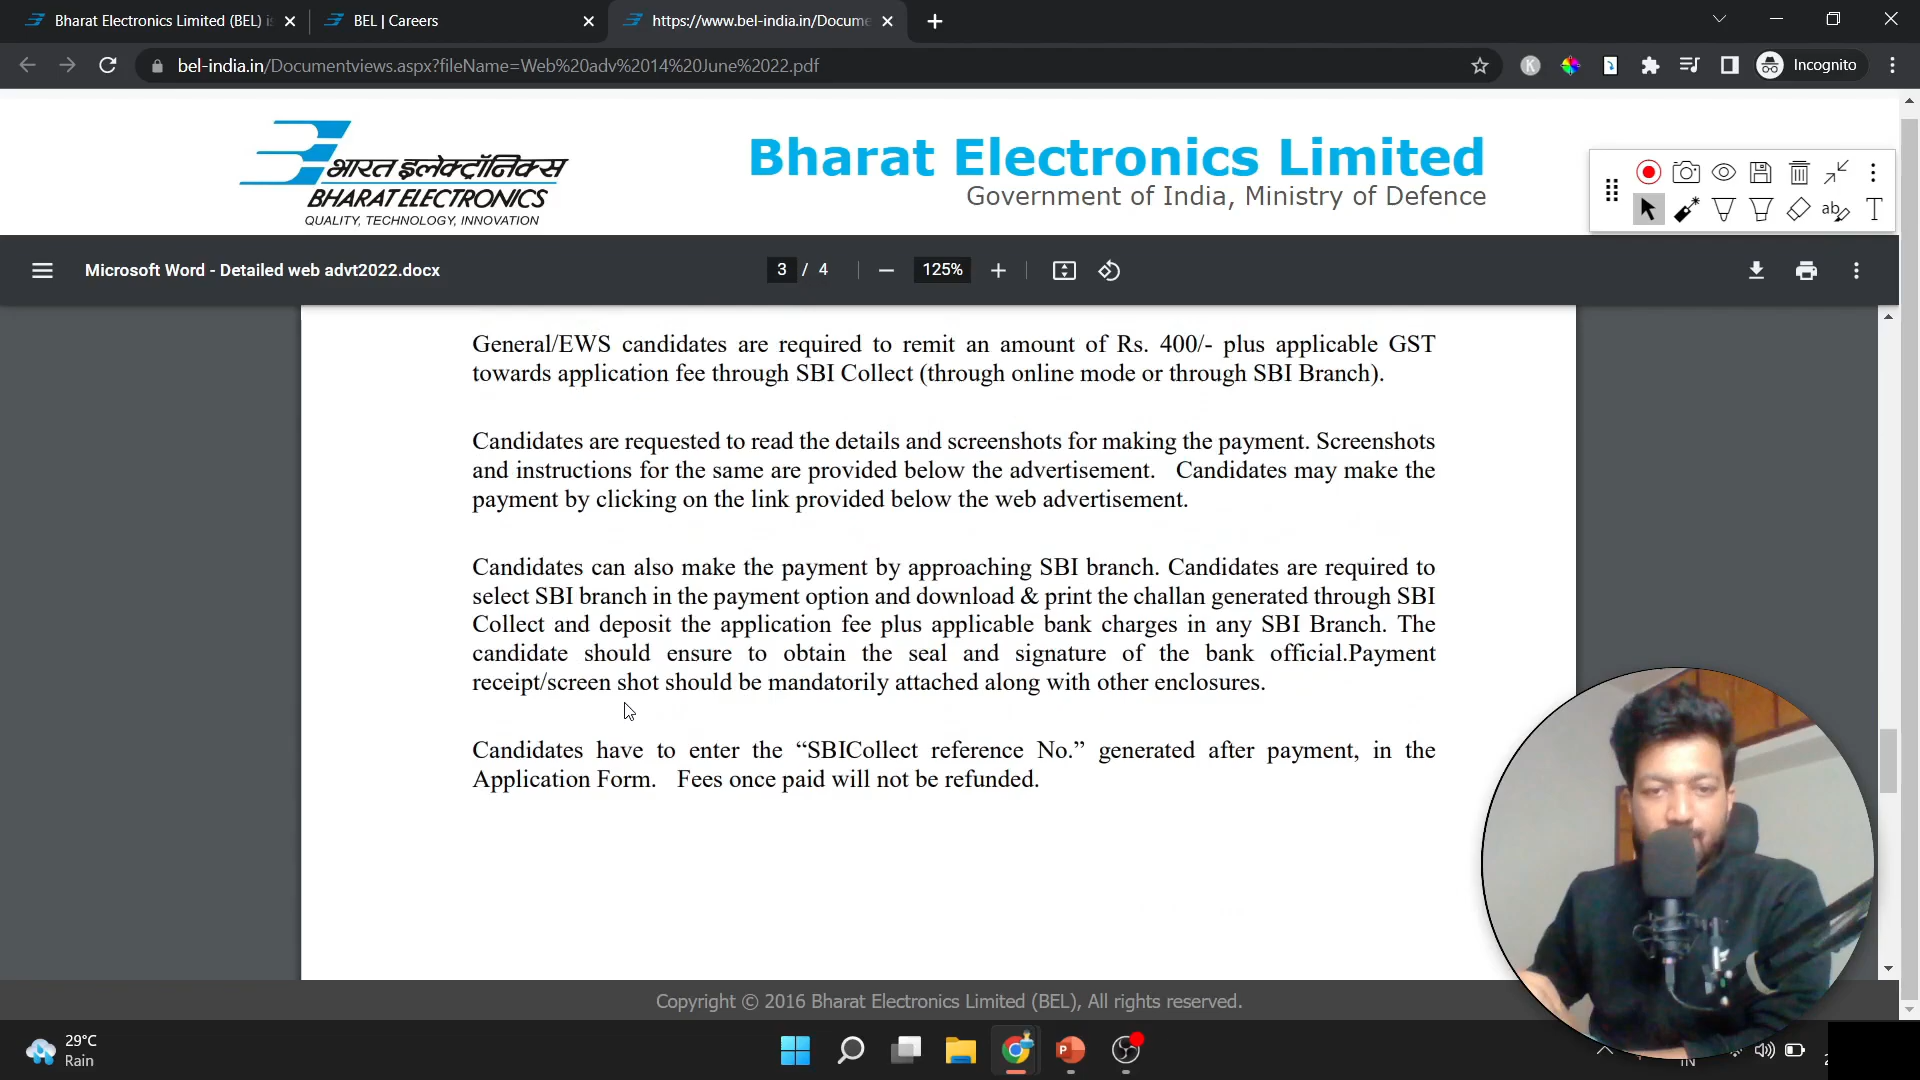 Bharat Electronics Limited (BEL) i
BEL | Careers
https://www.bel-india.in/Docume
bel-india.in/Documentviews.aspx?fileName=Web%20adv%2014%20June%2022.pdf
Incognito
भारत इलेक्ट्रॉनिक्स
BHARAT ELECTRONICS
QUALITY, TECHNOLOGY, INNOVATION
Bharat Electronics Limited
Government of India, Ministry of Defence
Microsoft Word - Detailed web advt2022.docx
3 / 4
125%
General/EWS candidates are required to remit an amount of Rs. 400/- plus applicable GST
towards application fee through SBI Collect (through online mode or through SBI Branch).
Candidates are requested to read the details and screenshots for making the payment. Screenshots
and instructions for the same are provided below the advertisement. Candidates may make the
payment by clicking on the link provided below the web advertisement.
Candidates can also make the payment by approaching SBI branch. Candidates are required to
select SBI branch in the payment option and download & print the challan generated through SBI
Collect and deposit the application fee plus applicable bank charges in any SBI Branch. The
candidate should ensure to obtain the seal and signature of the bank official.Payment
receipt/screen shot should be mandatorily attached along with other enclosures.
Candidates have to enter the “SBICollect reference No.” generated after payment, in the
Application Form. Fees once paid will not be refunded.
Copyright © 2016 Bharat Electronics Limited (BEL), All rights reserved.
29°C
Rain
IN